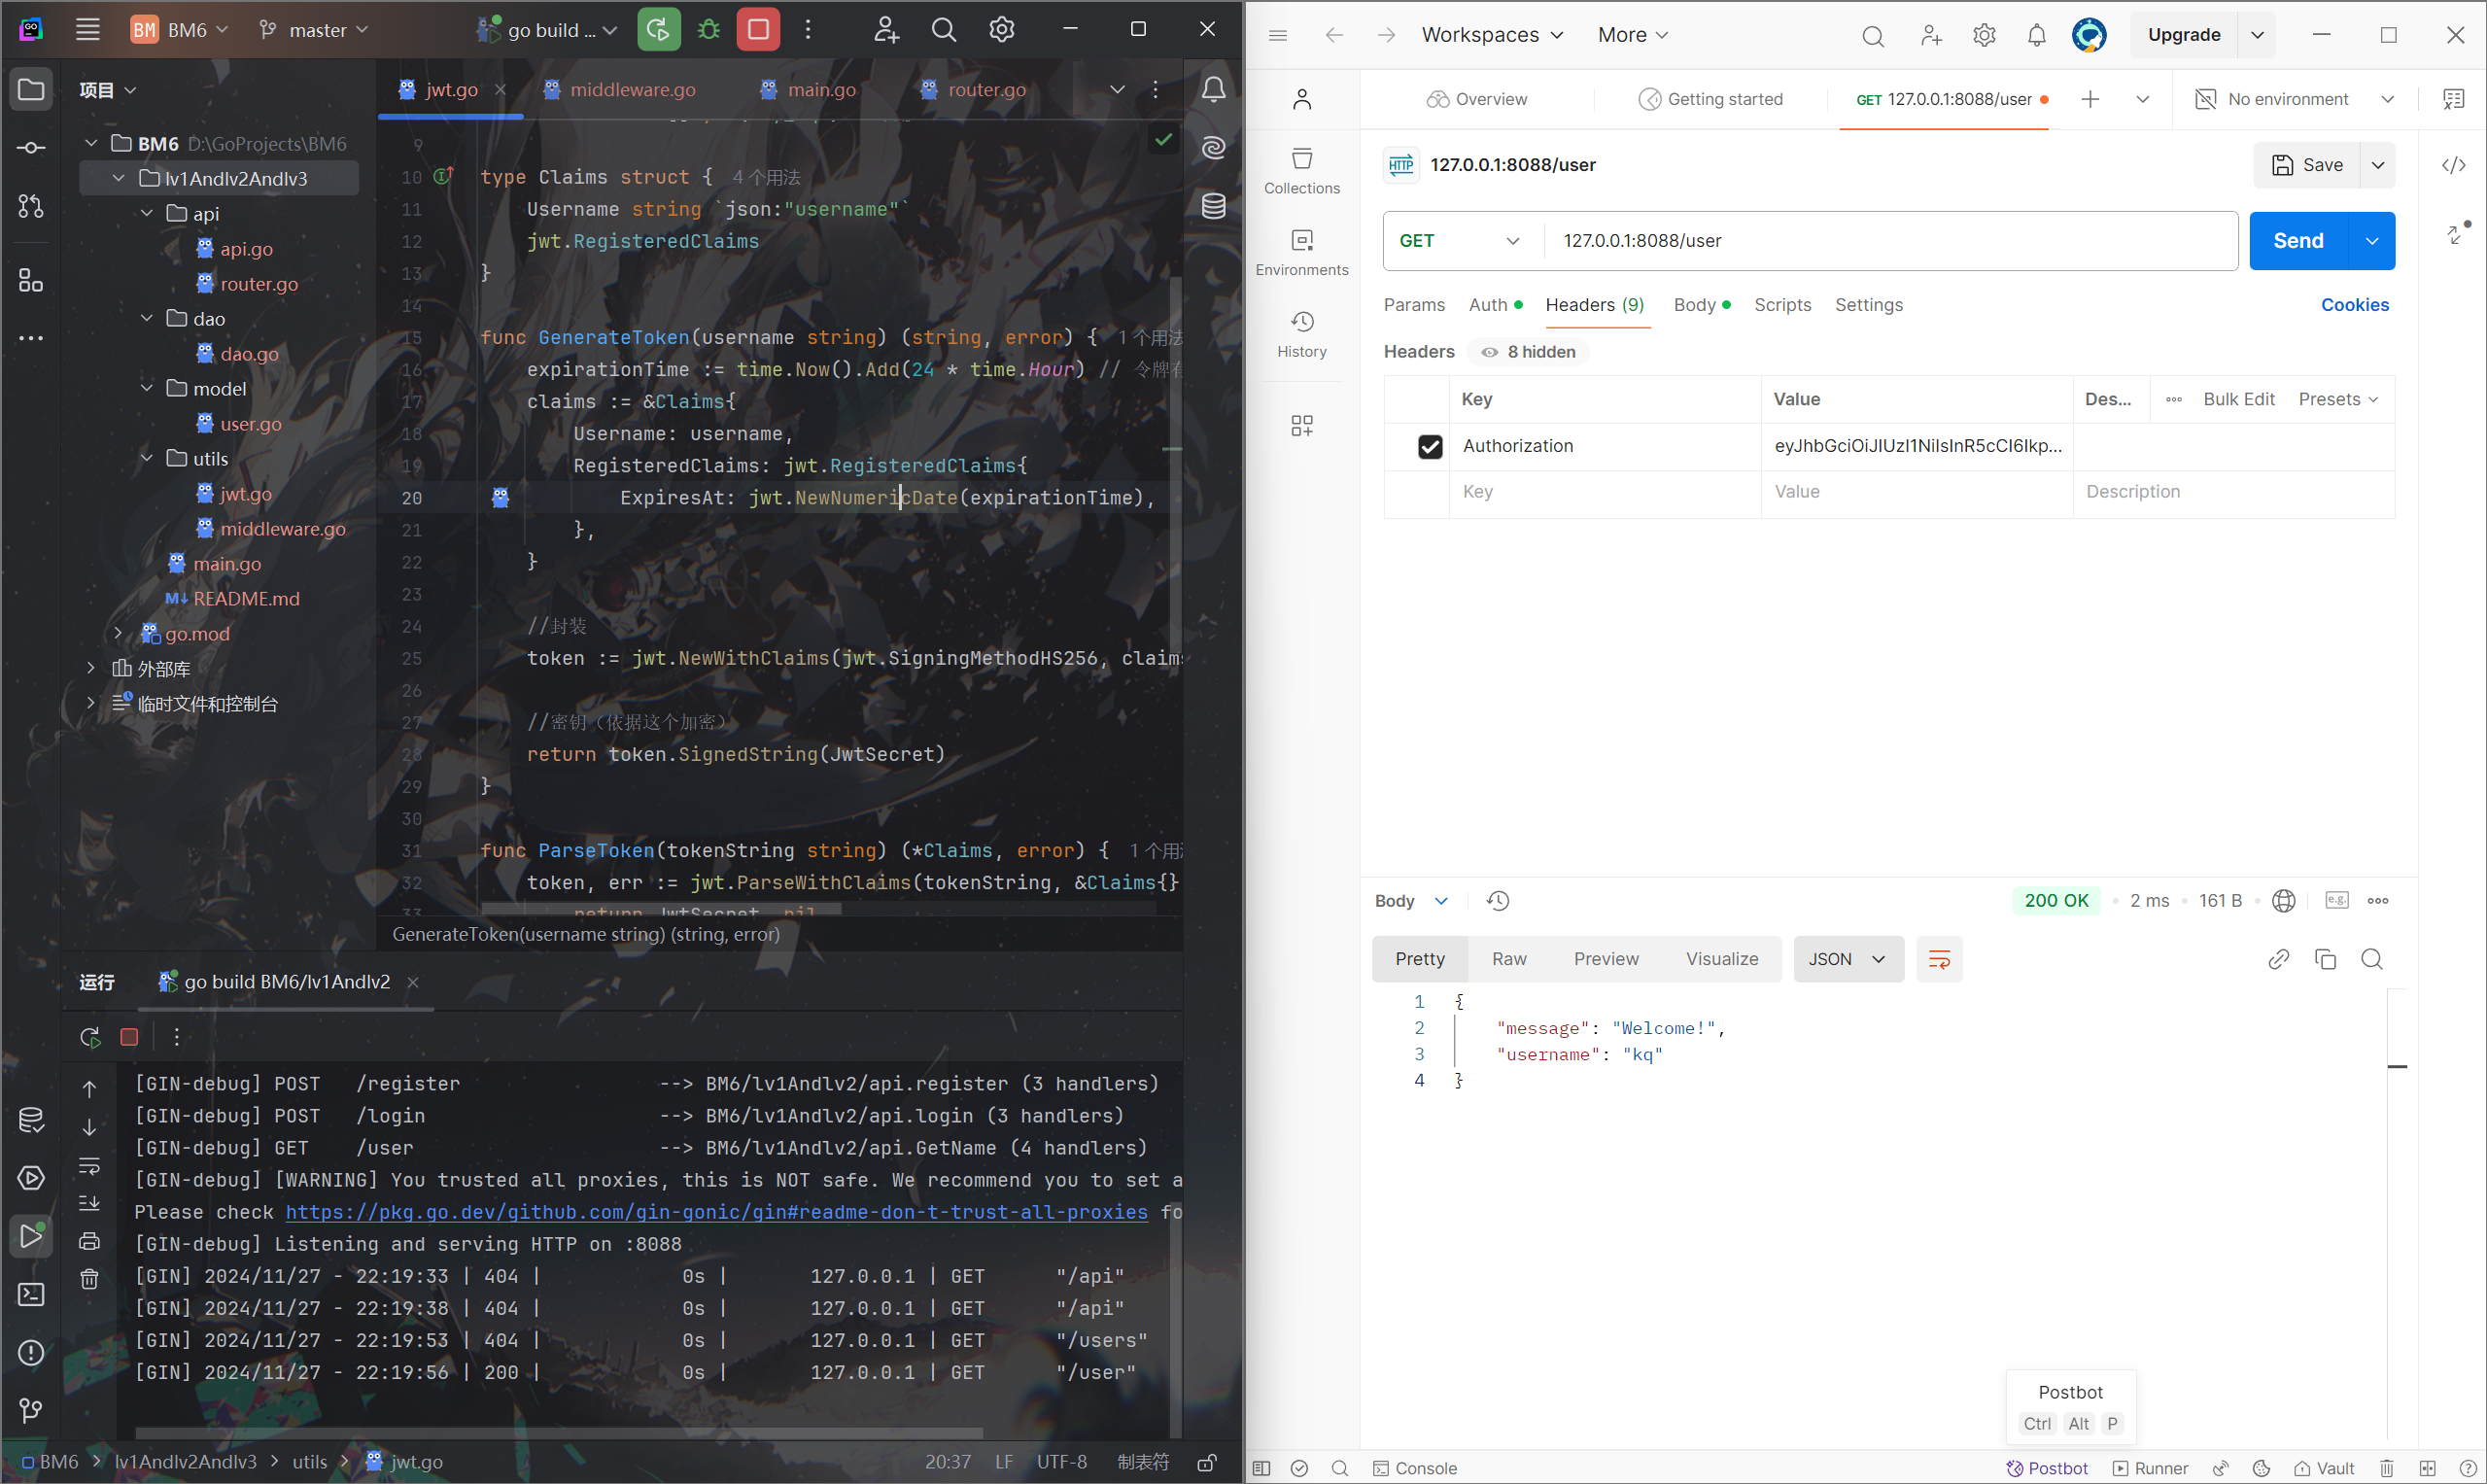 BM BM6 master go build ...
项目
BM6 D:\GoProjects\BM6
lv1Andlv2Andlv3
api
api.go
router.go
dao
dao.go
model
user.go
utils
jwt.go
middleware.go
main.go
README.md
go.mod
外部库
临时文件和控制台
jwt.go middleware.go main.go router.go
9
10 type Claims struct { 4 个用法
11 Username string `json:"username"`
12 jwt.RegisteredClaims
13 }
14
15 func GenerateToken(username string) (string, error) { 1 个用法
16 expirationTime := time.Now().Add(24 * time.Hour) // 令牌有
17 claims := &Claims{
18 Username: username,
19 RegisteredClaims: jwt.RegisteredClaims{
20 ExpiresAt: jwt.NewNumericDate(expirationTime),
21 },
22 }
23
24 //封装
25 token := jwt.NewWithClaims(jwt.SigningMethodHS256, claims
26
27 //密钥（依据这个加密）
28 return token.SignedString(JwtSecret)
29 }
30
31 func ParseToken(tokenString string) (*Claims, error) { 1 个用法
32 token, err := jwt.ParseWithClaims(tokenString, &Claims{}
33 return JwtSecret, nil
GenerateToken(username string) (string, error)
运行 go build BM6/lv1Andlv2
[GIN-debug] POST /register --> BM6/lv1Andlv2/api.register (3 handlers)
[GIN-debug] POST /login --> BM6/lv1Andlv2/api.login (3 handlers)
[GIN-debug] GET /user --> BM6/lv1Andlv2/api.GetName (4 handlers)
[GIN-debug] [WARNING] You trusted all proxies, this is NOT safe. We recommend you to set a
Please check https://pkg.go.dev/github.com/gin-gonic/gin#readme-don-t-trust-all-proxies fo
[GIN-debug] Listening and serving HTTP on :8088
[GIN] 2024/11/27 - 22:19:33 | 404 | 0s | 127.0.0.1 | GET "/api"
[GIN] 2024/11/27 - 22:19:38 | 404 | 0s | 127.0.0.1 | GET "/api"
[GIN] 2024/11/27 - 22:19:53 | 404 | 0s | 127.0.0.1 | GET "/users"
[GIN] 2024/11/27 - 22:19:56 | 200 | 0s | 127.0.0.1 | GET "/user"
BM6 > lv1Andlv2Andlv3 > utils > jwt.go 20:37 LF UTF-8 制表符
Workspaces More Upgrade
Overview Getting started GET 127.0.0.1:8088/user No environment
Collections
Environments
History
HTTP 127.0.0.1:8088/user Save
GET 127.0.0.1:8088/user Send
Params Auth Headers (9) Body Scripts Settings Cookies
Headers 8 hidden
Key Value Des... Bulk Edit Presets
Authorization eyJhbGciOiJIUzI1NiIsInR5cCI6Ikp...
Key Value Description
Body 200 OK 2 ms 161 B e.g.
Pretty Raw Preview Visualize JSON
1 {
2 "message": "Welcome!",
3 "username": "kq"
4 }
Postbot
Ctrl Alt P
Console Postbot Runner Vault